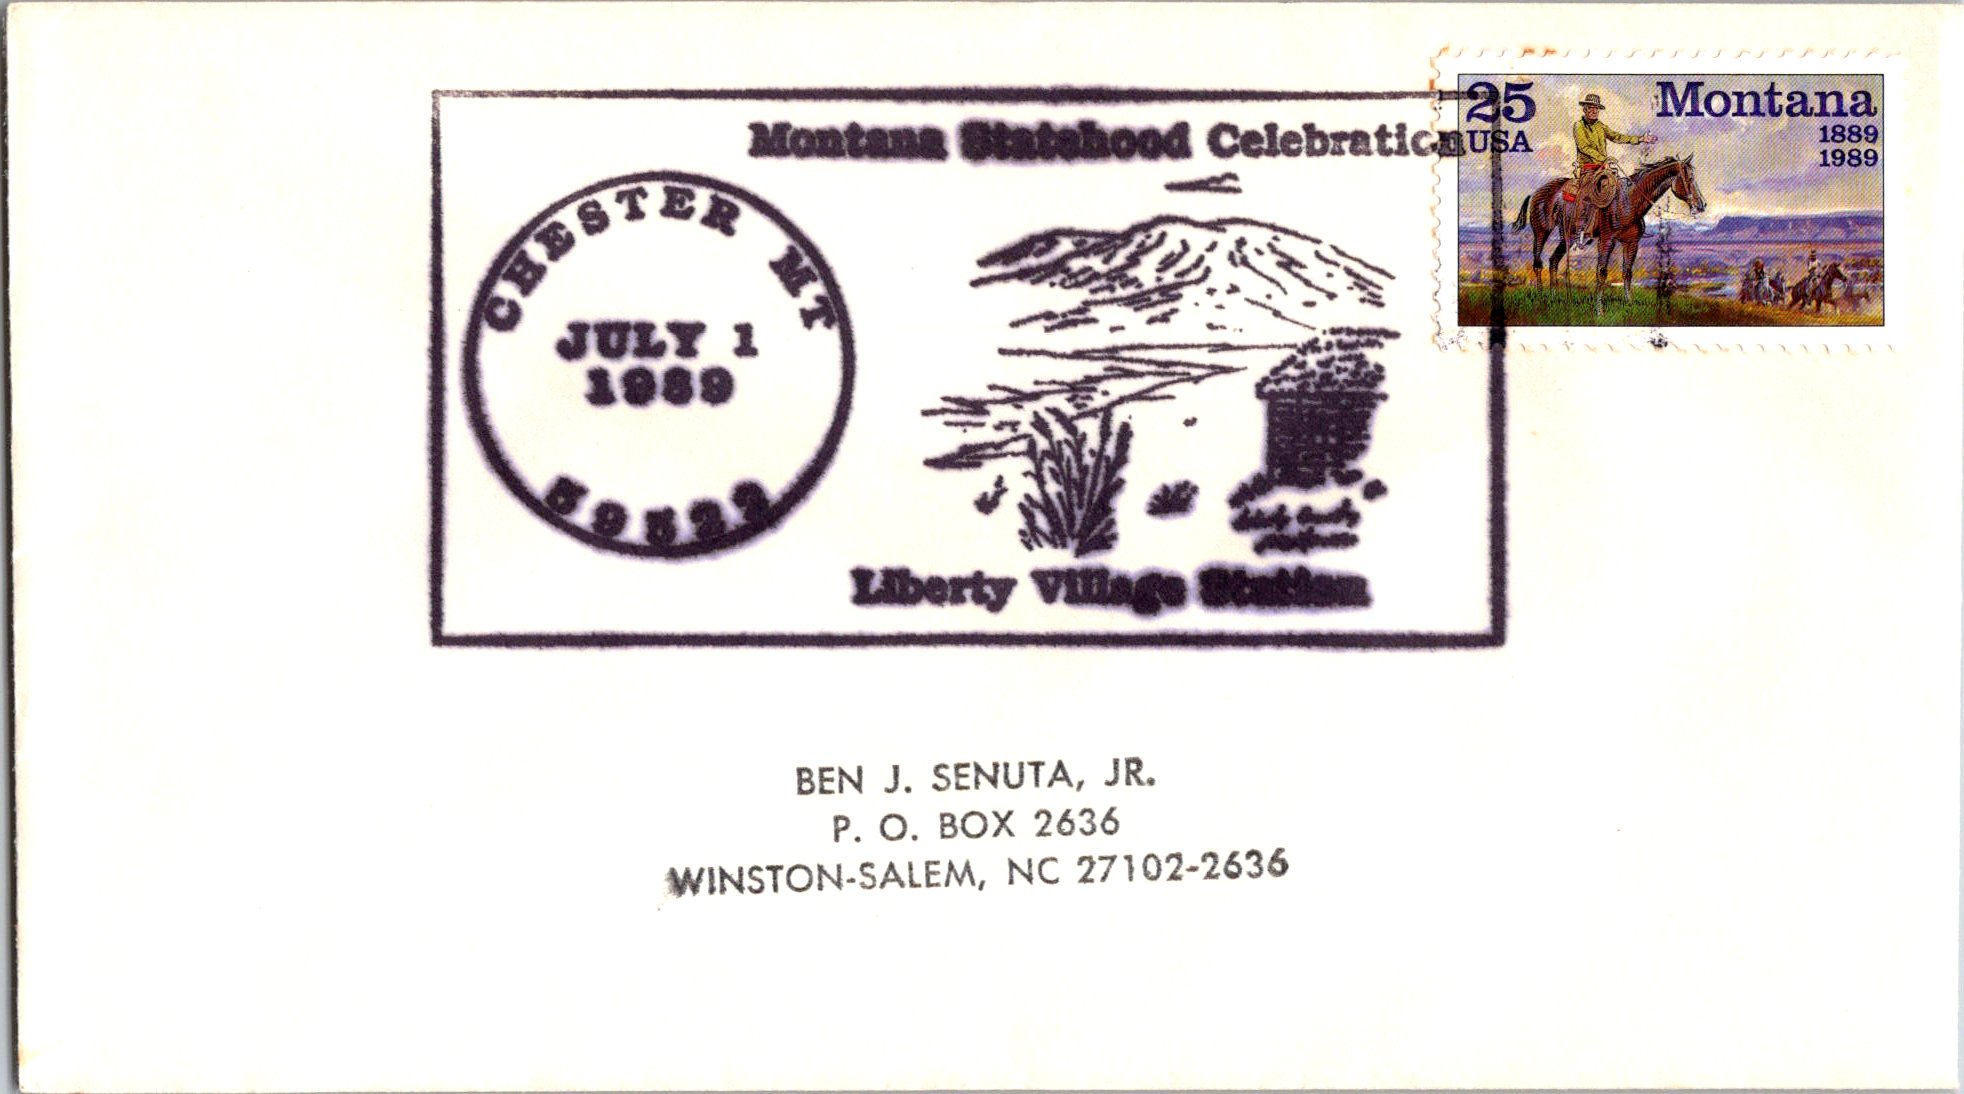 Montana Statehood Celebration
CHESTER MT
JULY 1
1989
59522
Liberty Village Station
25
USA
Montana
1889
1989
BEN J. SENUTA, JR.
P. O. BOX 2636
WINSTON-SALEM, NC 27102-2636